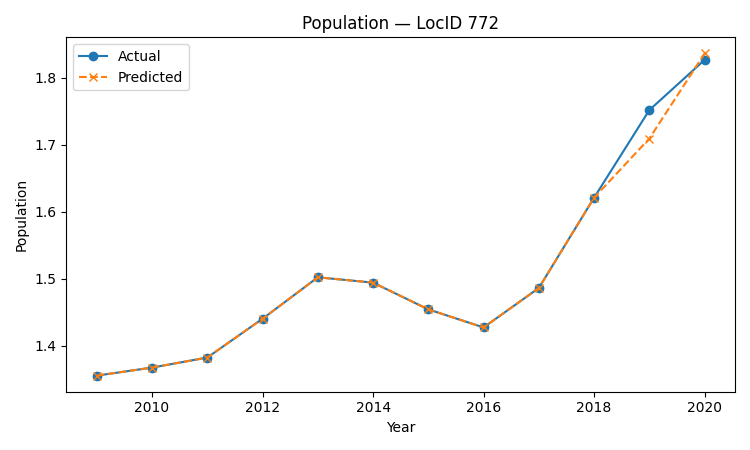 Population — LocID 772
Actual
Predicted
1.8
1.7
1.6
1.5
1.4
Population
2010 2012 2014 2016 2018 2020
Year